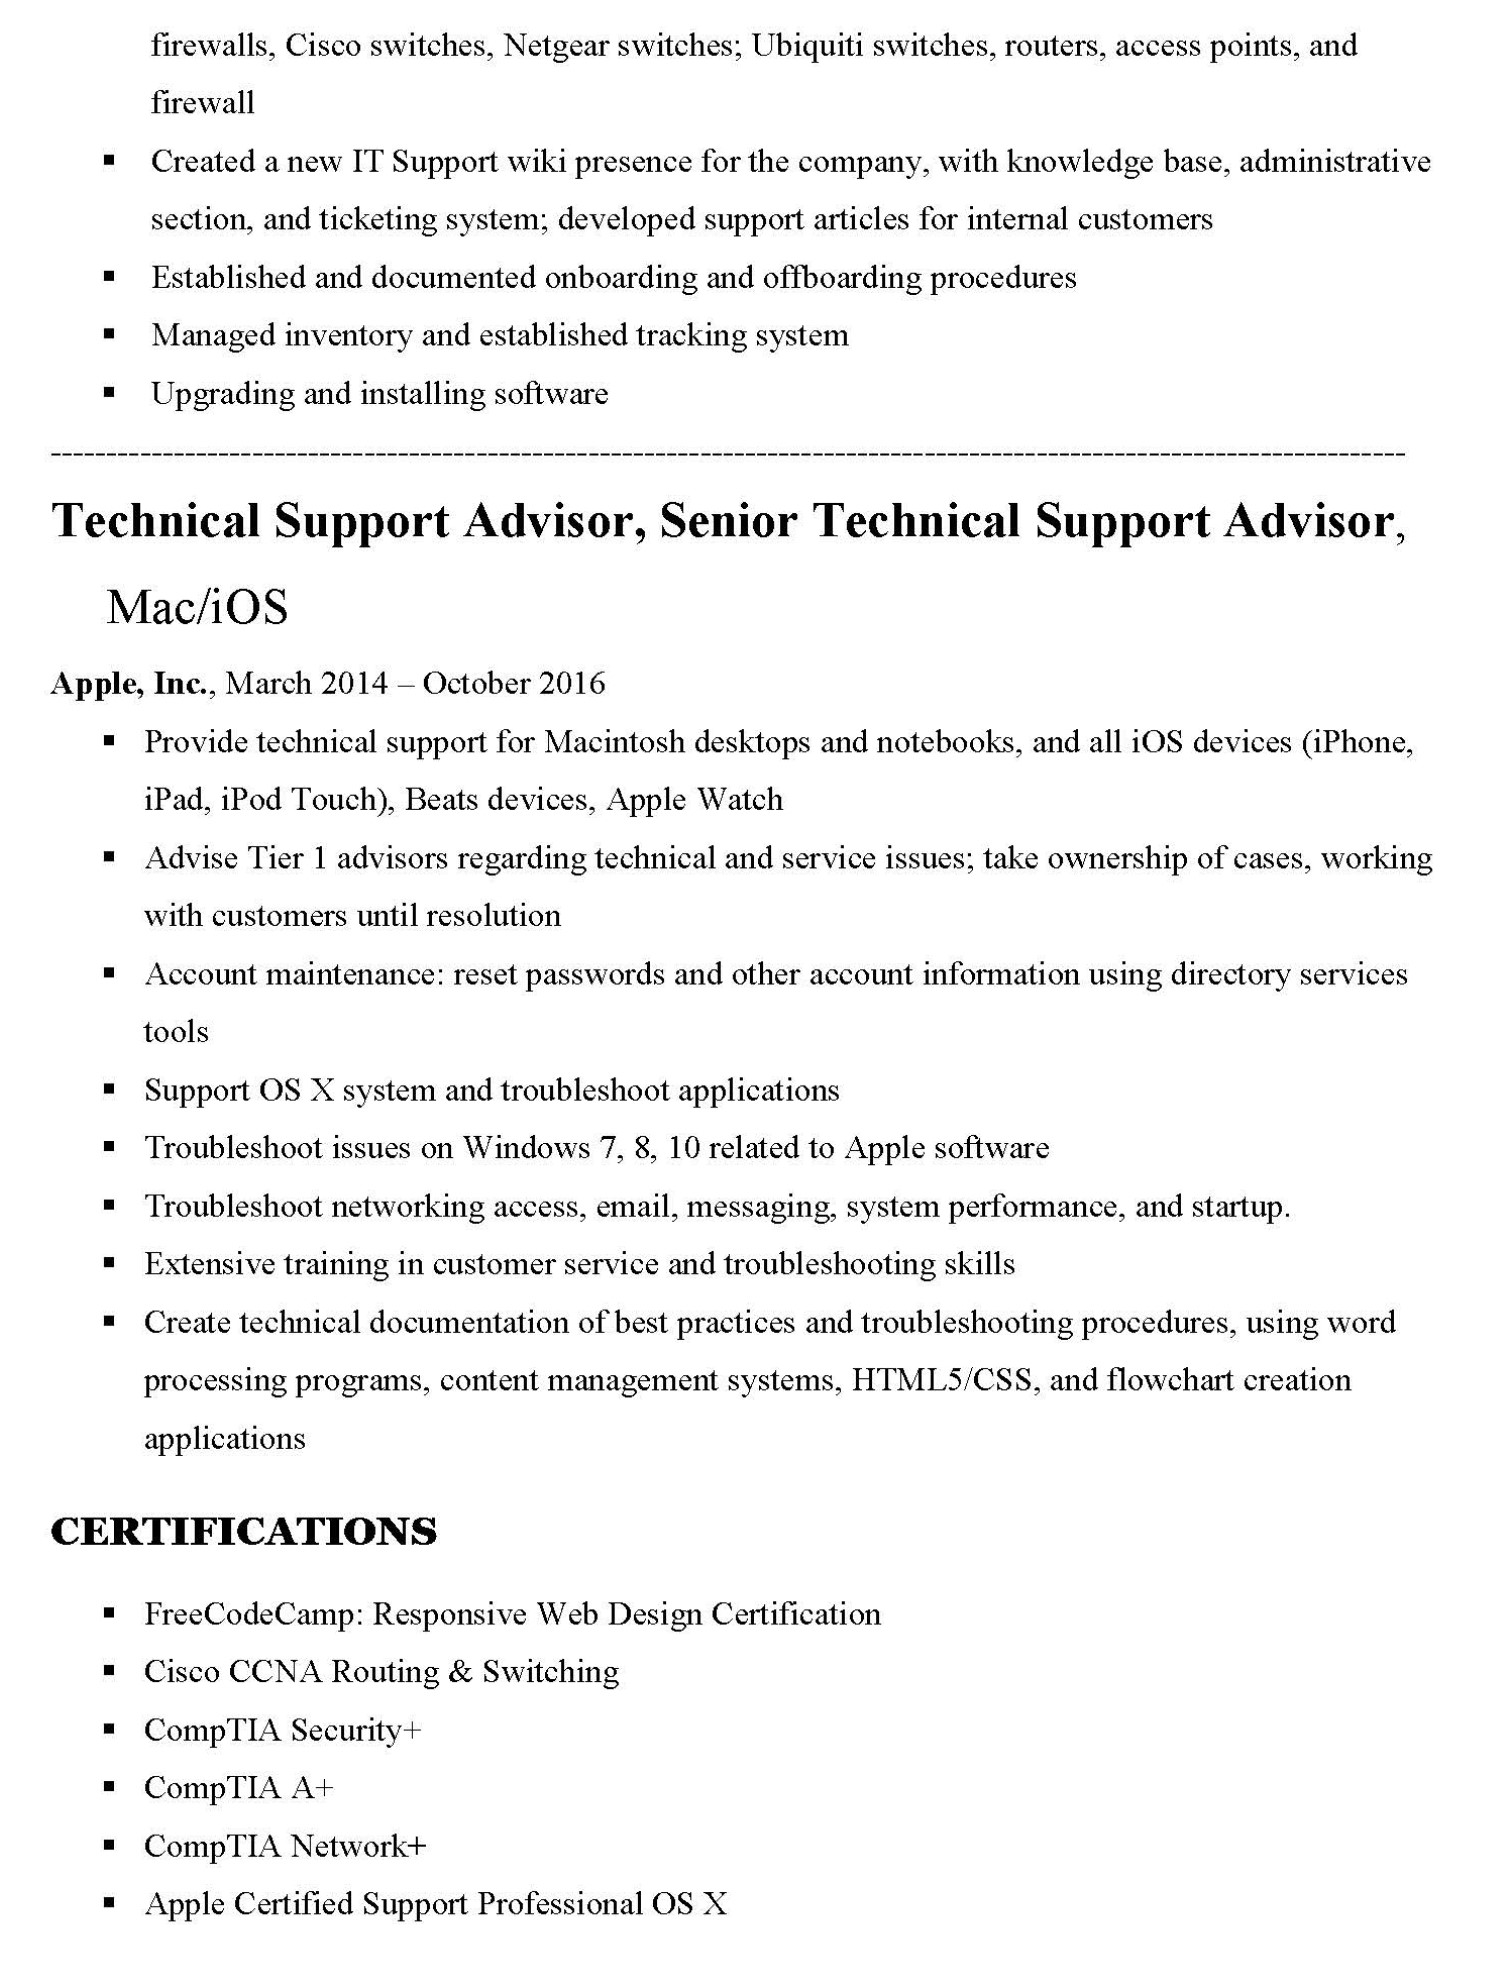 firewalls, Cisco switches, Netgear switches; Ubiquiti switches, routers, access points, and
firewall
▪ Created a new IT Support wiki presence for the company, with knowledge base, administrative
section, and ticketing system; developed support articles for internal customers
▪ Established and documented onboarding and offboarding procedures
▪ Managed inventory and established tracking system
▪ Upgrading and installing software
---------------------------------------------------------------------------------------------------------------------------
Technical Support Advisor, Senior Technical Support Advisor,
Mac/iOS
Apple, Inc., March 2014 – October 2016
▪ Provide technical support for Macintosh desktops and notebooks, and all iOS devices (iPhone,
iPad, iPod Touch), Beats devices, Apple Watch
▪ Advise Tier 1 advisors regarding technical and service issues; take ownership of cases, working
with customers until resolution
▪ Account maintenance: reset passwords and other account information using directory services
tools
▪ Support OS X system and troubleshoot applications
▪ Troubleshoot issues on Windows 7, 8, 10 related to Apple software
▪ Troubleshoot networking access, email, messaging, system performance, and startup.
▪ Extensive training in customer service and troubleshooting skills
▪ Create technical documentation of best practices and troubleshooting procedures, using word
processing programs, content management systems, HTML5/CSS, and flowchart creation
applications
CERTIFICATIONS
▪ FreeCodeCamp: Responsive Web Design Certification
▪ Cisco CCNA Routing & Switching
▪ CompTIA Security+
▪ CompTIA A+
▪ CompTIA Network+
▪ Apple Certified Support Professional OS X